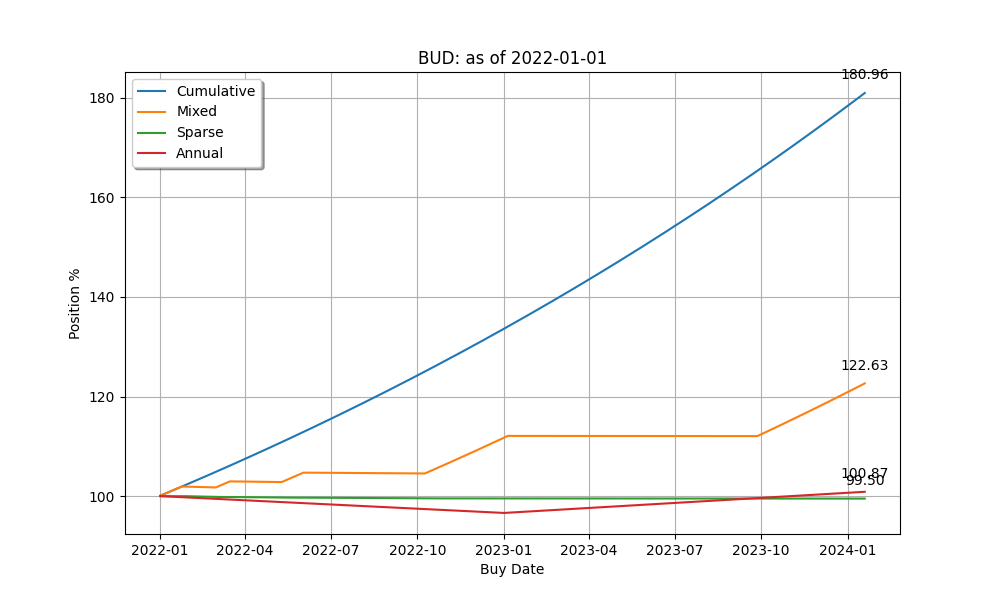 BUD: as of 2022-01-01
180.96
180
Cumulative
Mixed
Sparse
Annual
160
140
122.63
120
100.87
99.50
100
Position %
2022-01 2022-04 2022-07 2022-10 2023-01 2023-04 2023-07 2023-10 2024-01
Buy Date